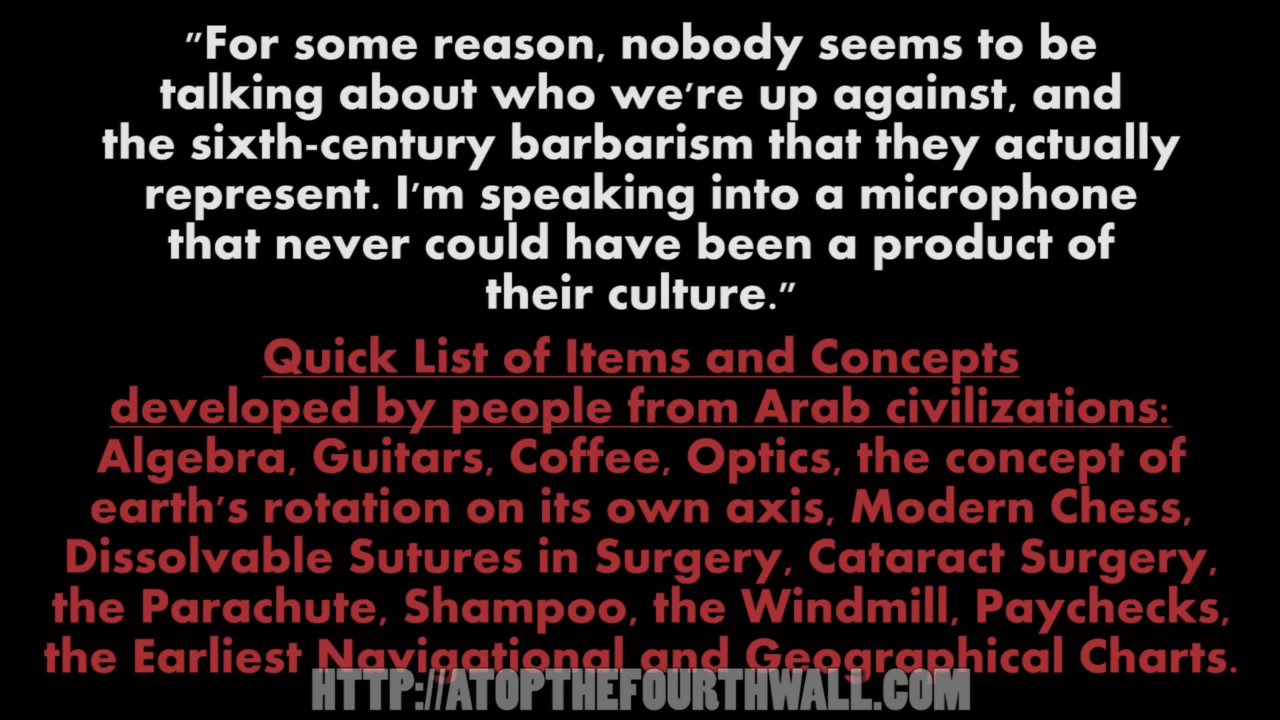 "For some reason, nobody seems to be
talking about who we're up against, and
the sixth-century barbarism that they actually
represent. I'm speaking into a microphone
that never could have been a product of
their culture."
Quick List of Items and Concepts
developed by people from Arab civilizations:
Algebra, Guitars, Coffee, Optics, the concept of
earth's rotation on its own axis, Modern Chess,
Dissolvable Sutures in Surgery, Cataract Surgery,
the Parachute, Shampoo, the Windmill, Paychecks,
the Earliest Navigational and Geographical Charts.
HTTP://ATOPTHEFOURTHWALL.COM